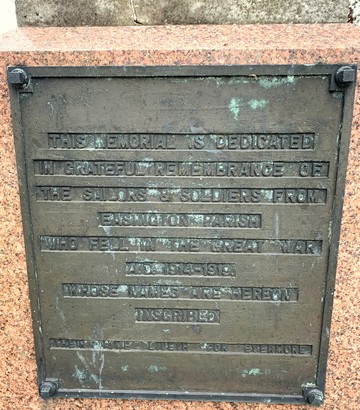 THIS MEMORIAL IS DEDICATED
IN GRATEFUL REMEMBRANCE OF
THE SAILORS & SOLDIERS FROM
EASINGTON PARISH
WHO FELL IN THE GREAT WAR
A.D. 1914-1919.
WHOSE NAMES ARE HEREON
INSCRIBED
NAME LIVETH FOR EVERMORE